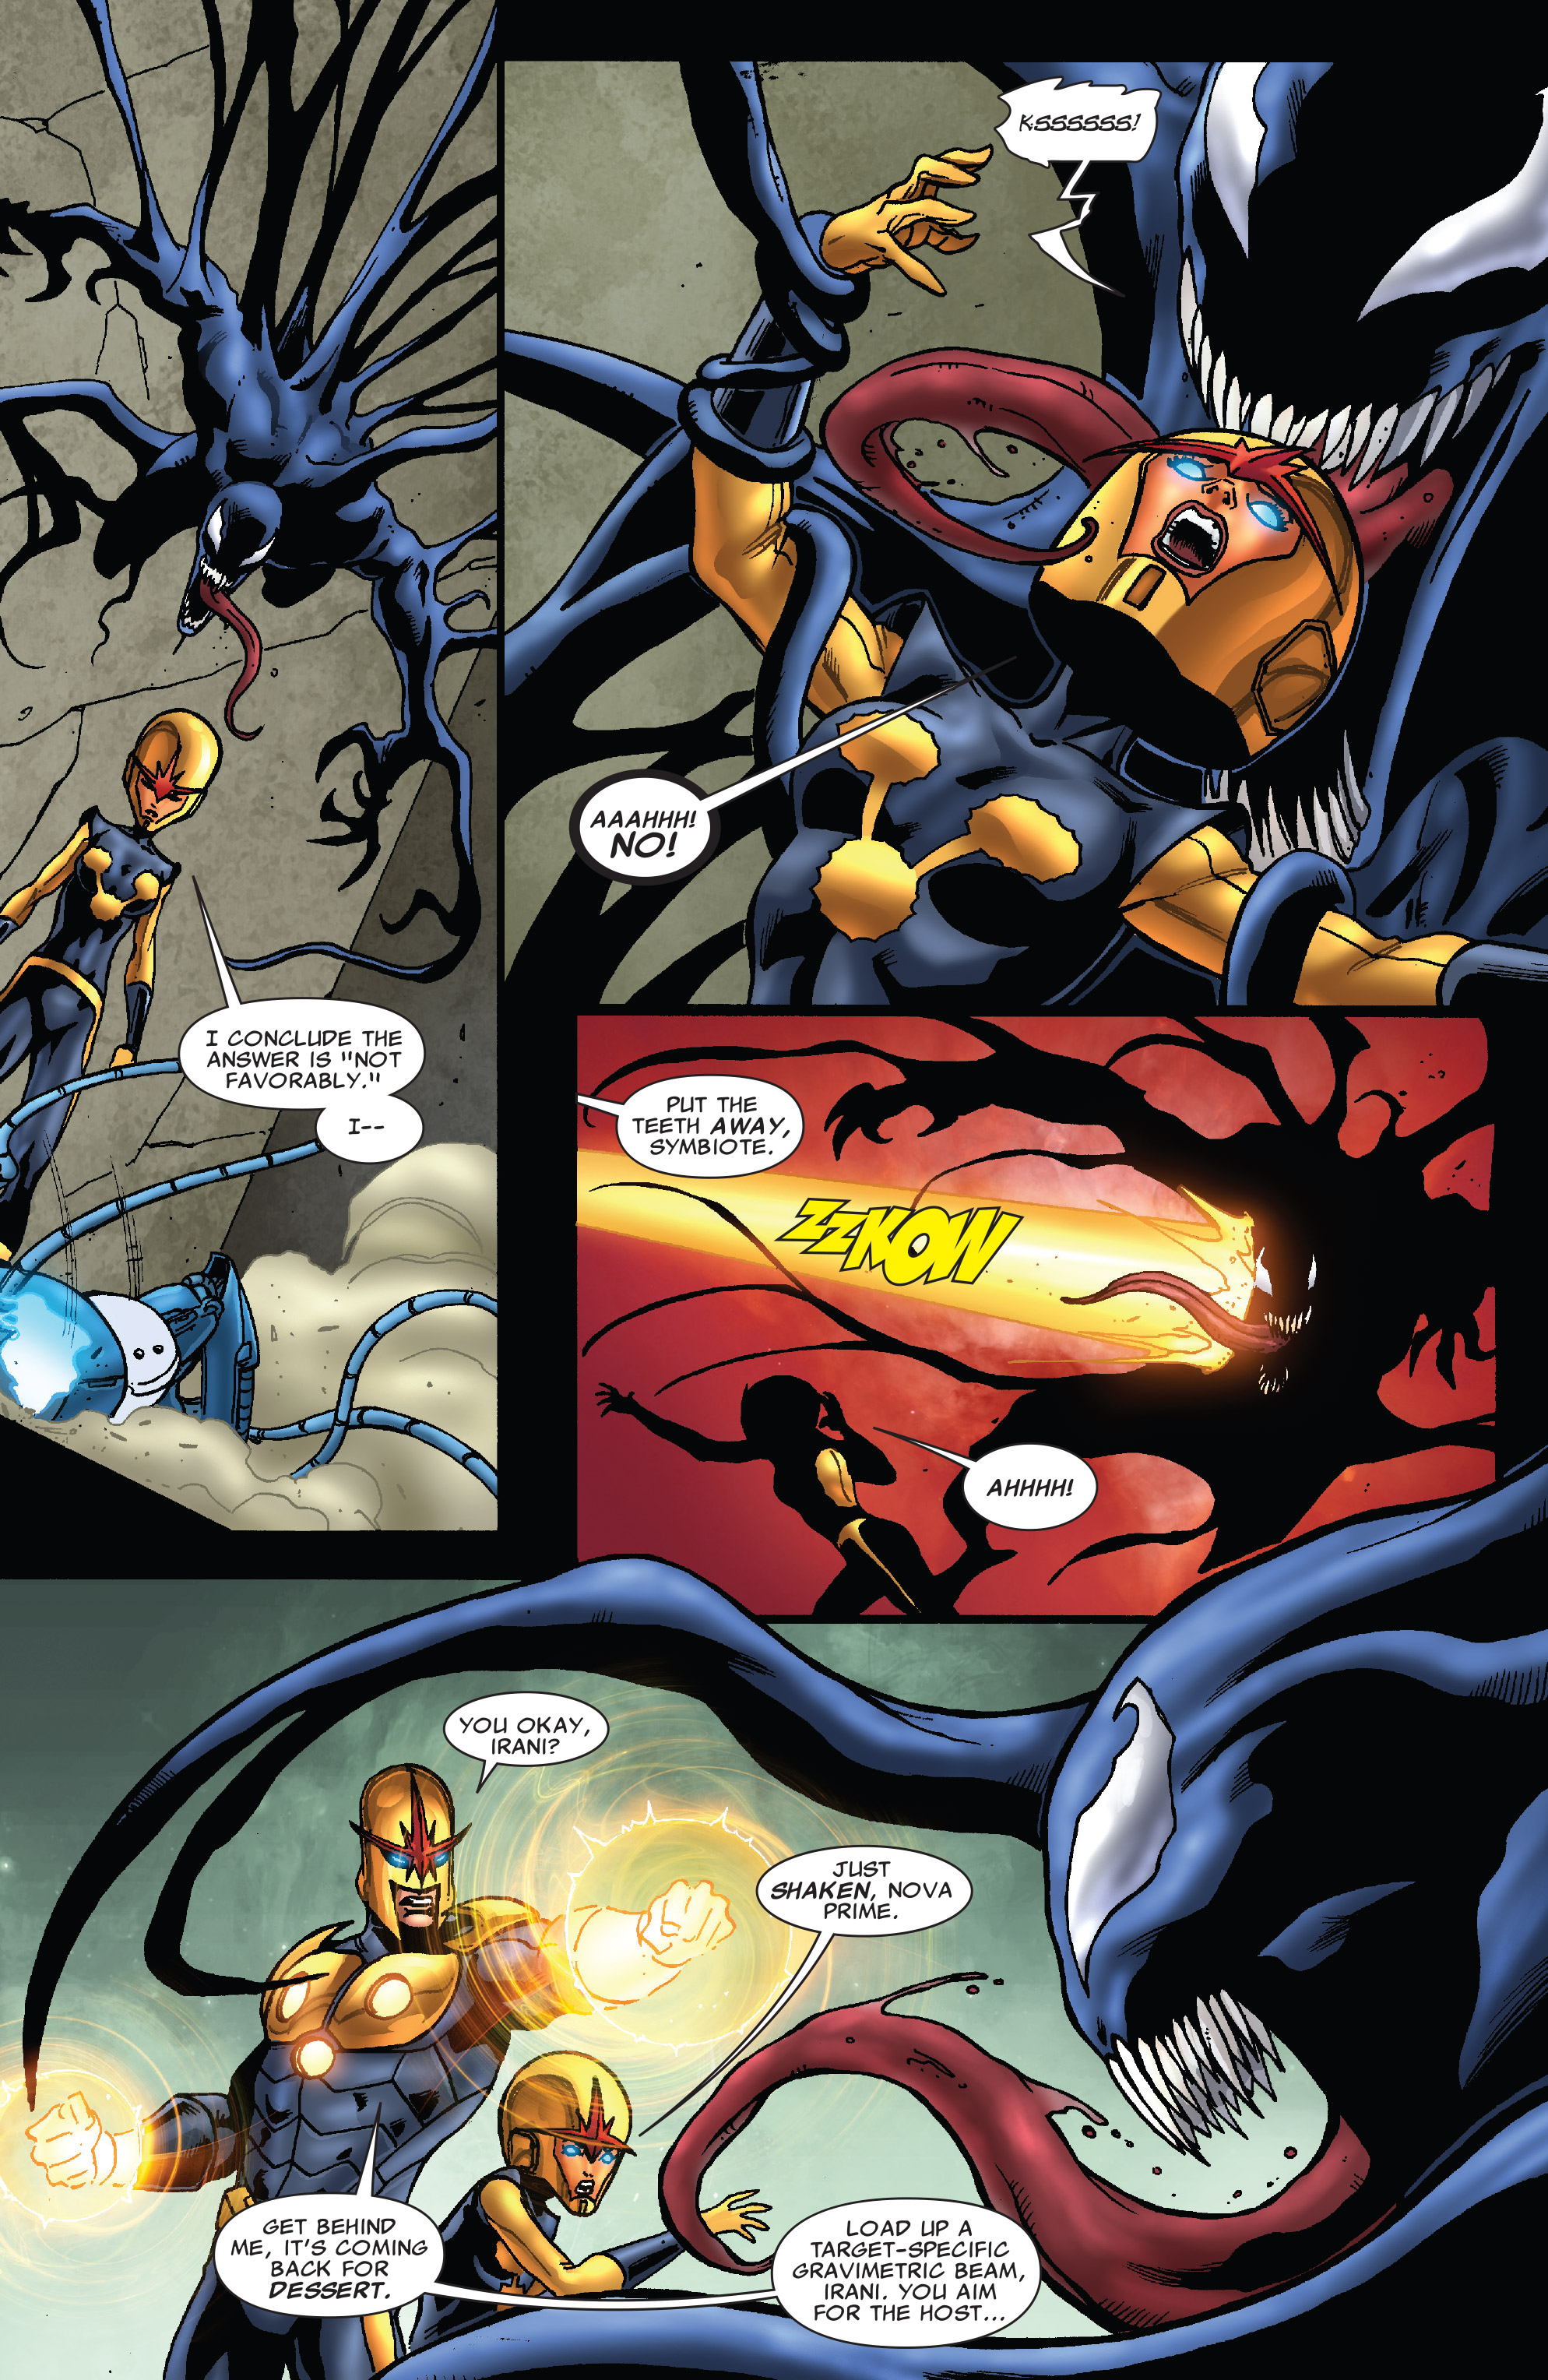 I CONCLUDE THE
ANSWER IS "NOT
FAVORABLY."
I--
KSSSSSS!
AAAHHH!
NO!
PUT THE
TEETH AWAY,
SYMBIOTE.
ZZKOW
AHHHH!
YOU OKAY,
IRANI?
JUST
SHAKEN, NOVA
PRIME.
GET BEHIND
ME, IT'S COMING
BACK FOR
DESSERT.
LOAD UP A
TARGET-SPECIFIC
GRAVIMETRIC BEAM,
IRANI. YOU AIM
FOR THE HOST...